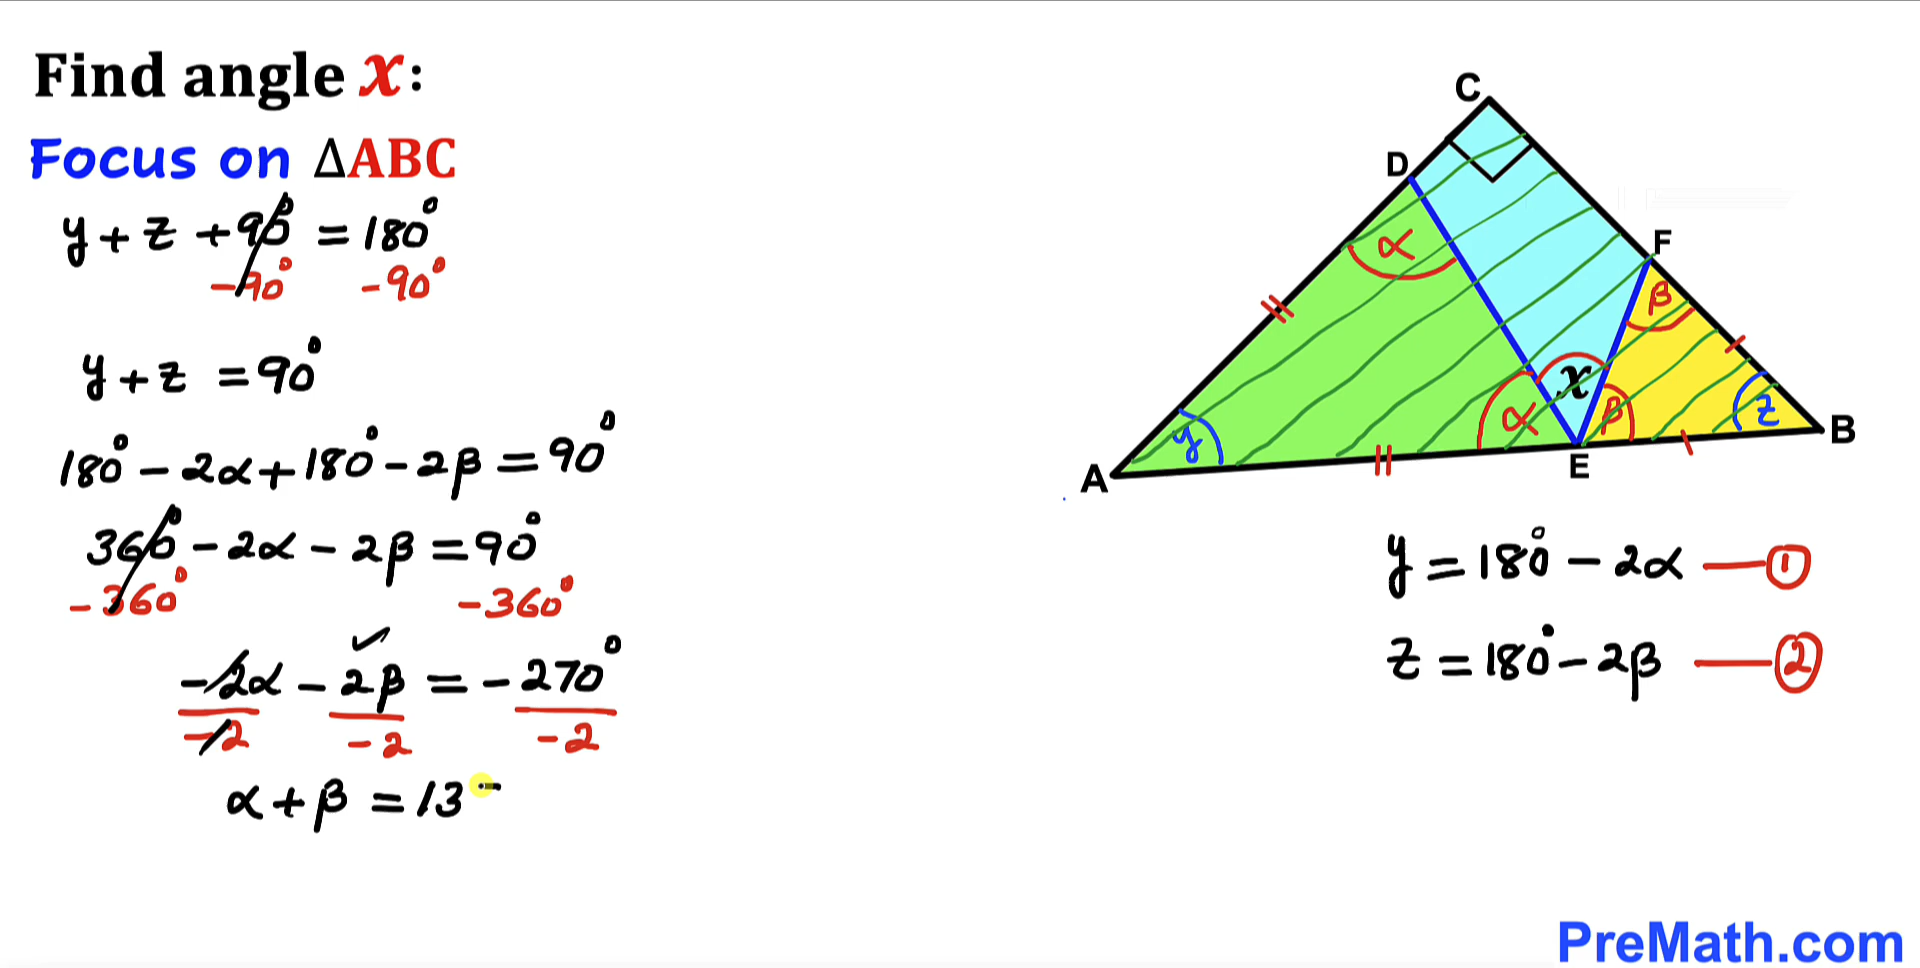 Find angle x:
Focus on ΔABC
y + z + 90° = 180°
-90° -90°
y + z = 90°
180° - 2α + 180° - 2β = 90°
360° - 2α - 2β = 90°
-360° -360°
-2α - 2β = -270°
-2 -2 -2
α + β = 13
C
D
F
α
β
x
α
β
z
y
B
A
E
y = 180° - 2α — 1
z = 180° - 2β — 2
PreMath.com